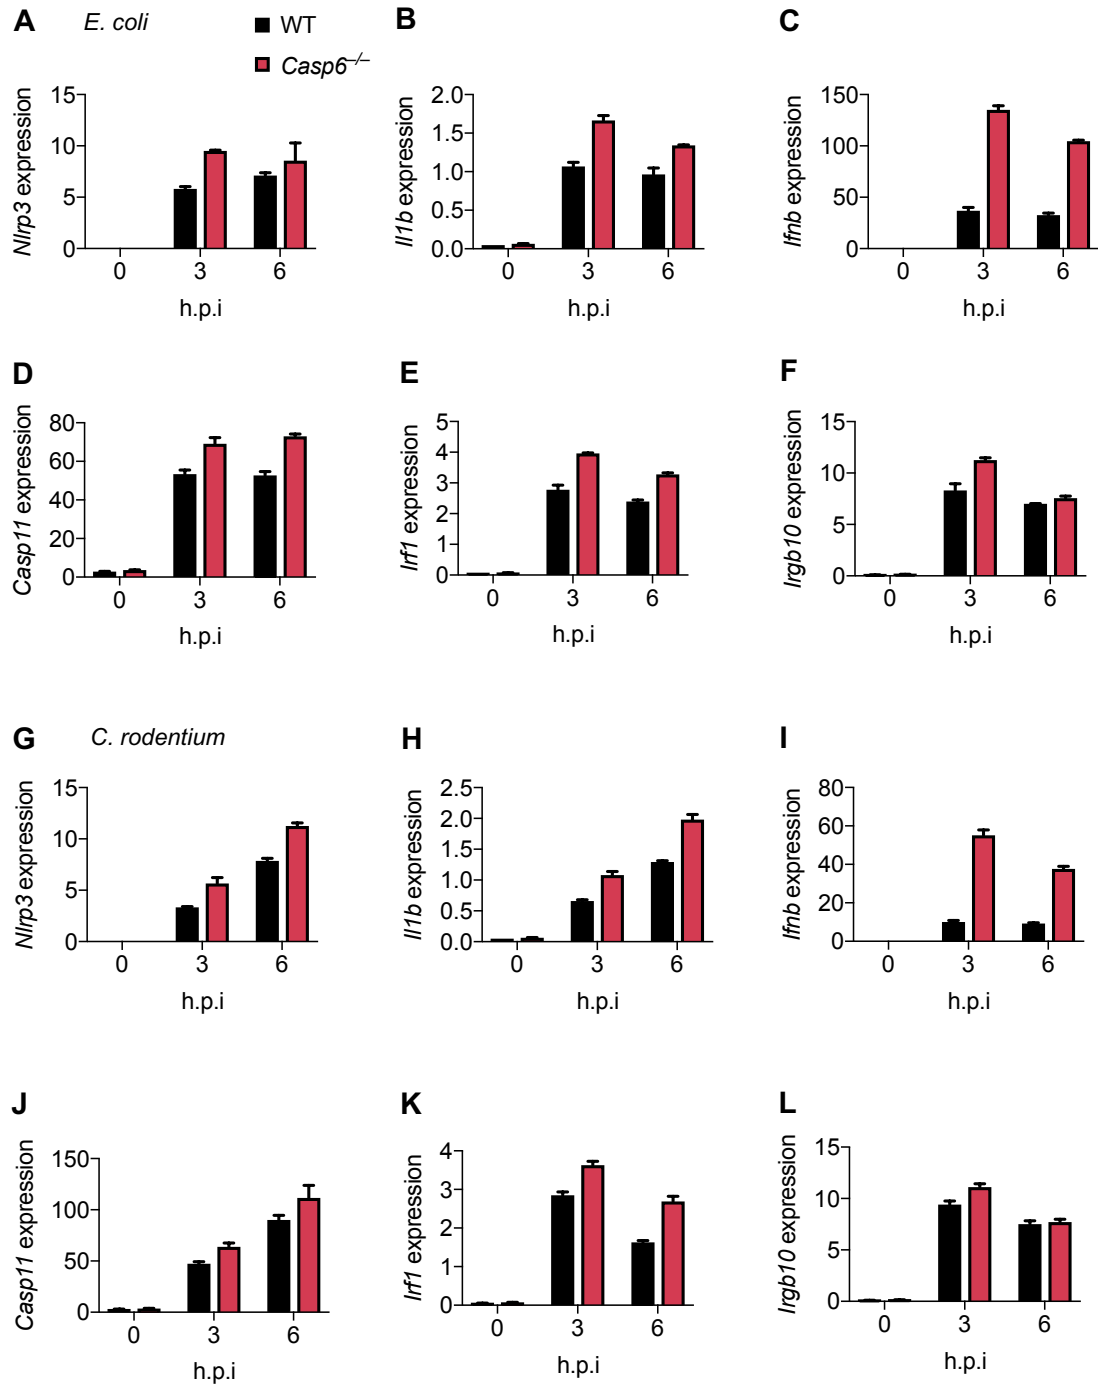 A E. coli WT
Casp6–/–
Nlrp3 expression
15
10
5
0
0 3 6
h.p.i
B
Il1b expression
2.0
1.5
1.0
0.5
0.0
0 3 6
h.p.i
C
Ifnb expression
150
100
50
0
0 3 6
h.p.i
D
Casp11 expression
80
60
40
20
0
0 3 6
h.p.i
E
Irf1 expression
5
4
3
2
1
0
0 3 6
h.p.i
F
Irgb10 expression
15
10
5
0
0 3 6
h.p.i
G C. rodentium
Nlrp3 expression
15
10
5
0
0 3 6
h.p.i
H
Il1b expression
2.5
2.0
1.5
1.0
0.5
0.0
0 3 6
h.p.i
I
Ifnb expression
80
60
40
20
0
0 3 6
h.p.i
J
Casp11 expression
150
100
50
0
0 3 6
h.p.i
K
Irf1 expression
4
3
2
1
0
0 3 6
h.p.i
L
Irgb10 expression
15
10
5
0
0 3 6
h.p.i